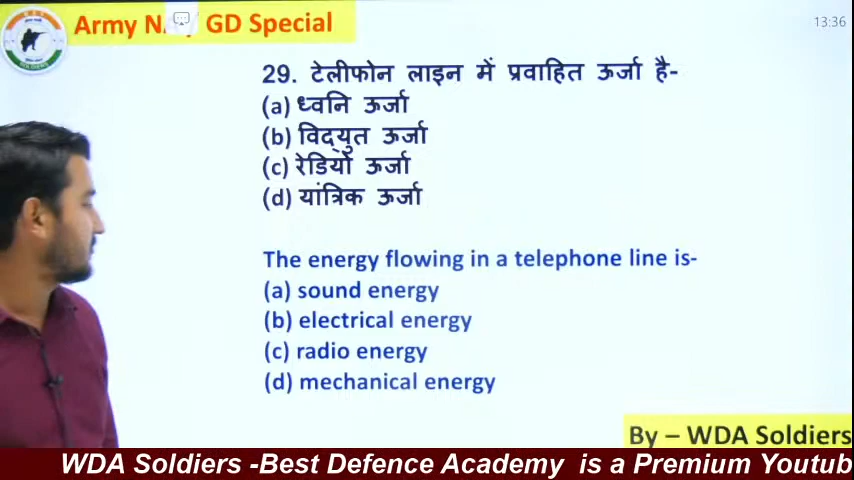 Army GD Special
13:36
29. टेलीफोन लाइन में प्रवाहित ऊर्जा है-
(a) ध्वनि ऊर्जा
(b) विद्युत ऊर्जा
(c) रेडियो ऊर्जा
(d) यांत्रिक ऊर्जा
The energy flowing in a telephone line is-
(a) sound energy
(b) electrical energy
(c) radio energy
(d) mechanical energy
By – WDA Soldiers
WDA Soldiers -Best Defence Academy is a Premium Youtub